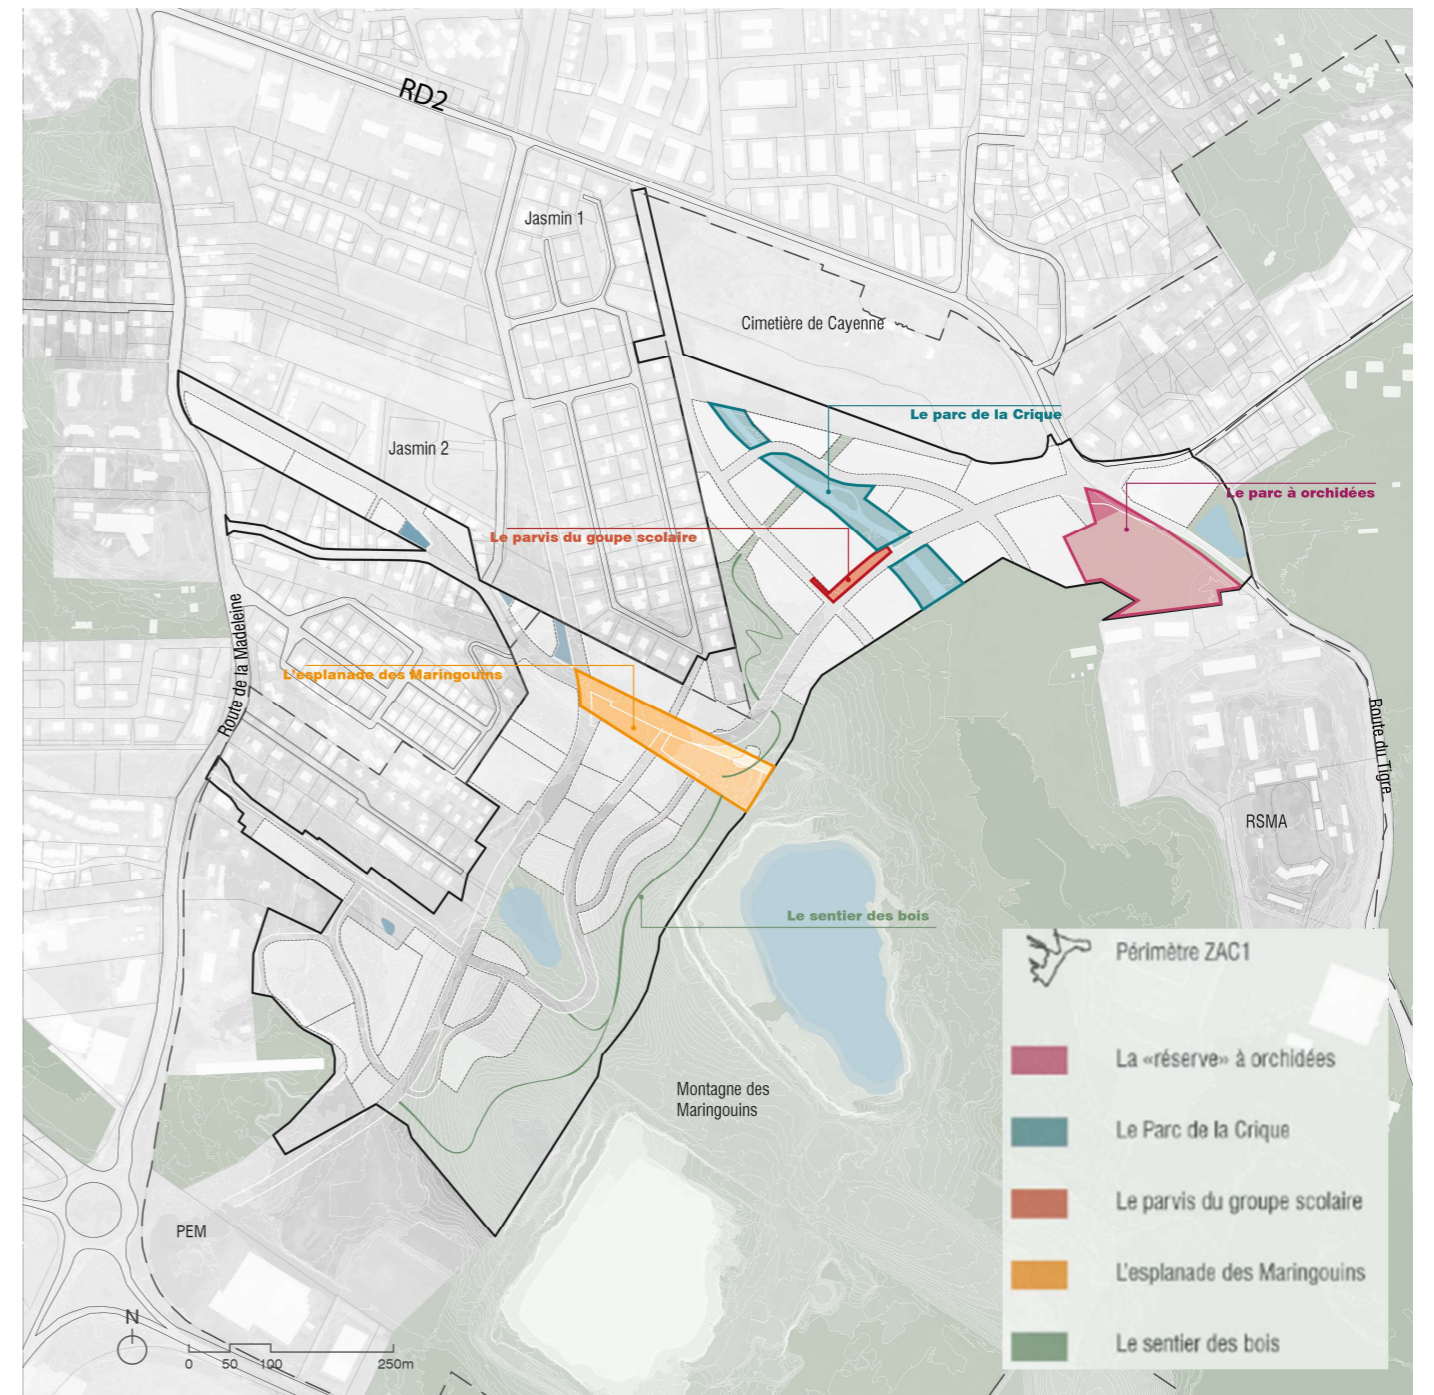 RD2
Jasmin 1
Cimetière de Cayenne
Le parc de la Crique
Jasmin 2
Le parc à orchidées
Le parvis du goupe scolaire
Route de la Madeleine
L'esplanade des Maringouins
Route du Tigre
RSMA
Le sentier des bois
Montagne des
Maringouins
PEM
N
0 50 100 250m
Périmètre ZAC1
La «réserve» à orchidées
Le Parc de la Crique
Le parvis du groupe scolaire
L'esplanade des Maringouins
Le sentier des bois